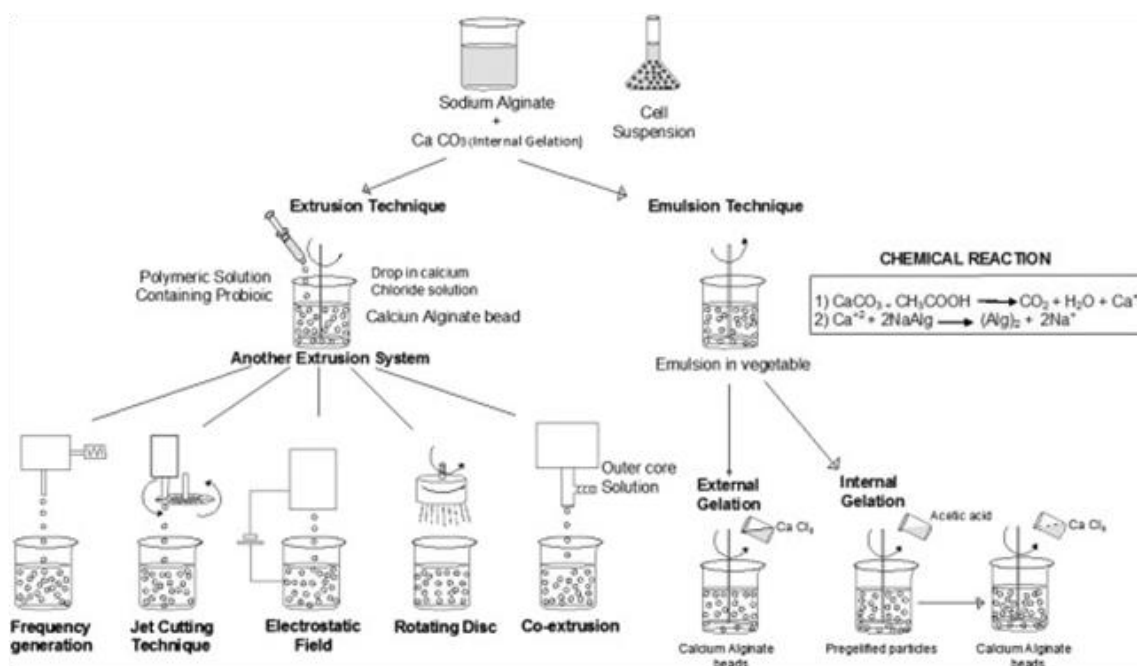 Sodium Alginate
+
Ca CO₃ (Internal Gelation)
Cell
Suspension
Extrusion Technique
Emulsion Technique
Polymeric Solution
Containing Probioic
Drop in calcium
Chloride solution
Calciun Alginate bead
CHEMICAL REACTION
1) CaCO₃ + CH₃COOH → CO₂ + H₂O + Ca⁺
2) Ca⁺² + 2NaAlg → (Alg)₂ + 2Na⁺
Another Extrusion System
Emulsion in vegetable
Outer core
Solution
External
Gelation
Internal
Gelation
Ca Cl₂
Acetic acid
Ca Cl₂
Frequency
generation
Jet Cutting
Technique
Electrostatic
Field
Rotating Disc
Co-extrusion
Calcium Alginate
beads
Pregelified particles
Calcium Alginate
beads